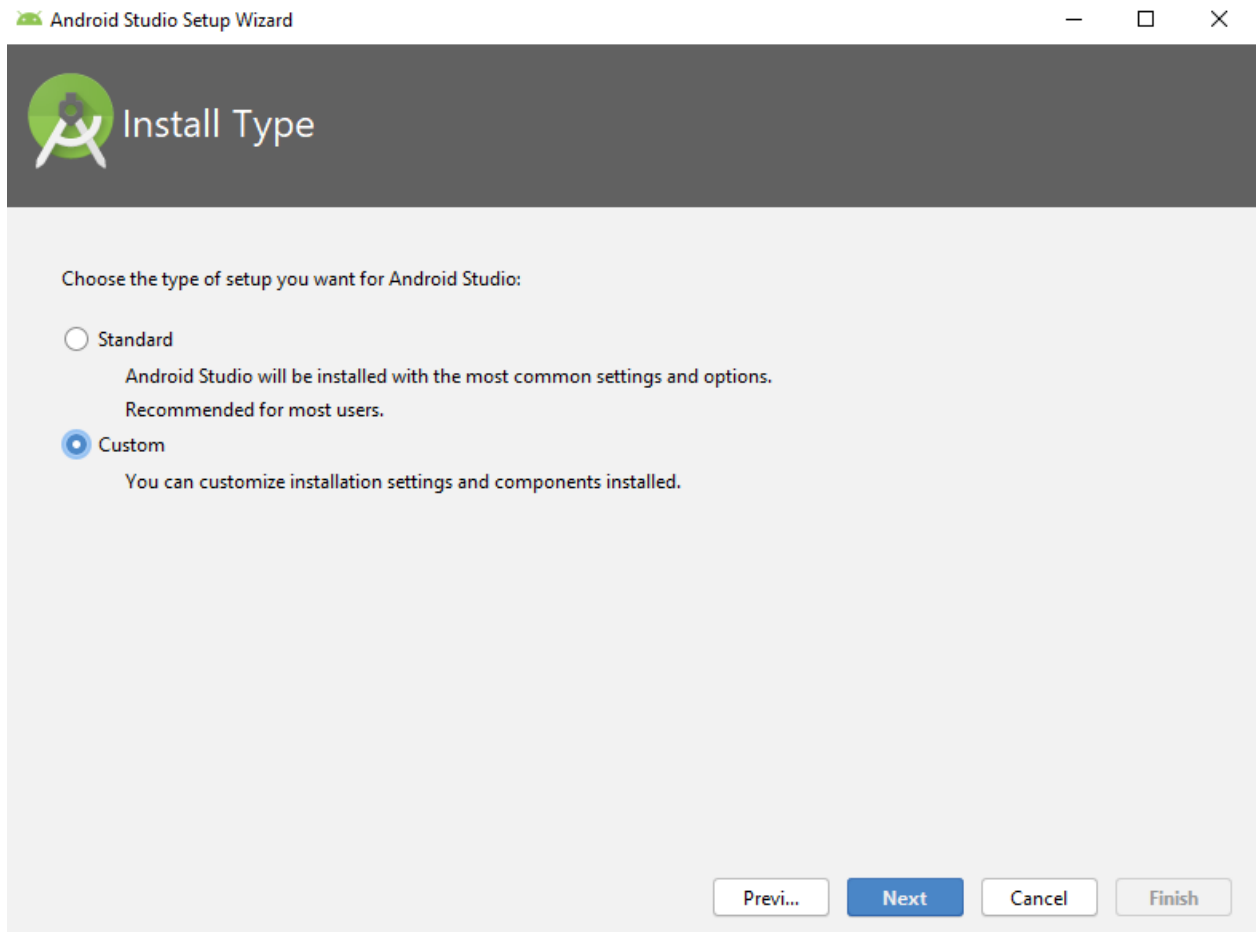 Android Studio Setup Wizard
Install Type
Choose the type of setup you want for Android Studio:
Standard
Android Studio will be installed with the most common settings and options.
Recommended for most users.
Custom
You can customize installation settings and components installed.
Previ... Next Cancel Finish